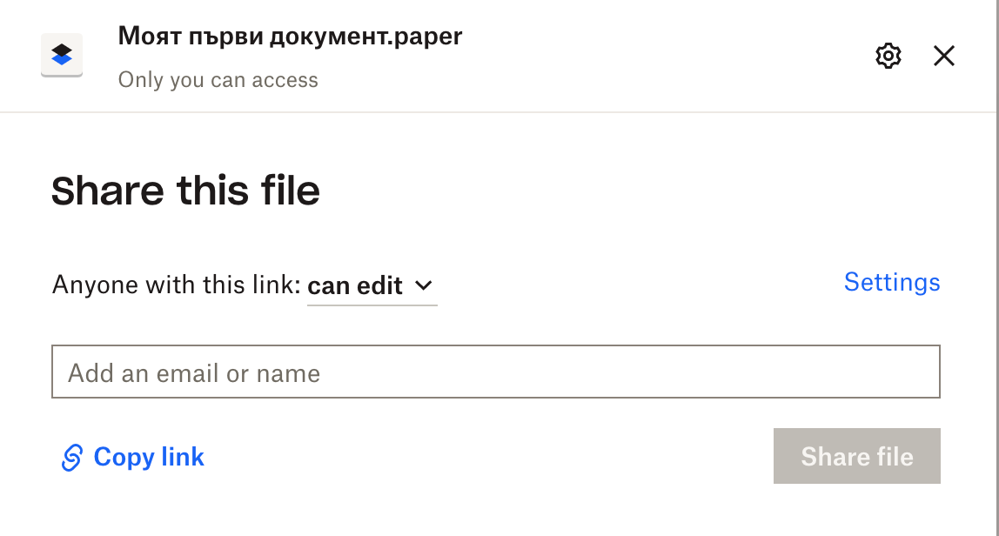 Моят първи документ.paper
Only you can access
Share this file
Anyone with this link: can edit
Settings
Add an email or name
Copy link
Share file